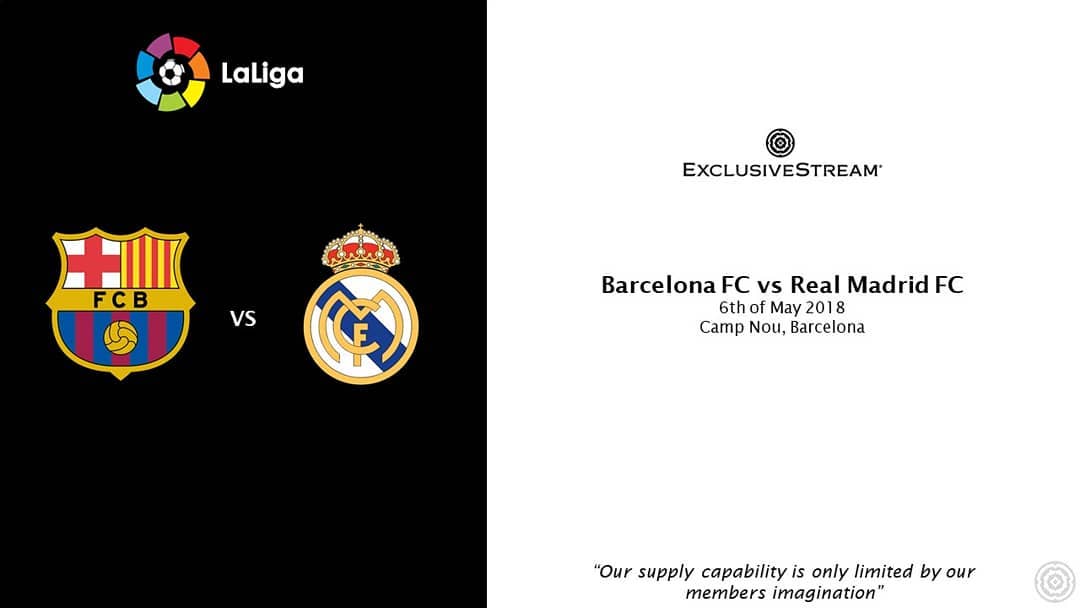 LaLiga
FCB
VS
EXCLUSIVESTREAM
Barcelona FC vs Real Madrid FC
6th of May 2018
Camp Nou, Barcelona
“Our supply capability is only limited by our
members imagination”